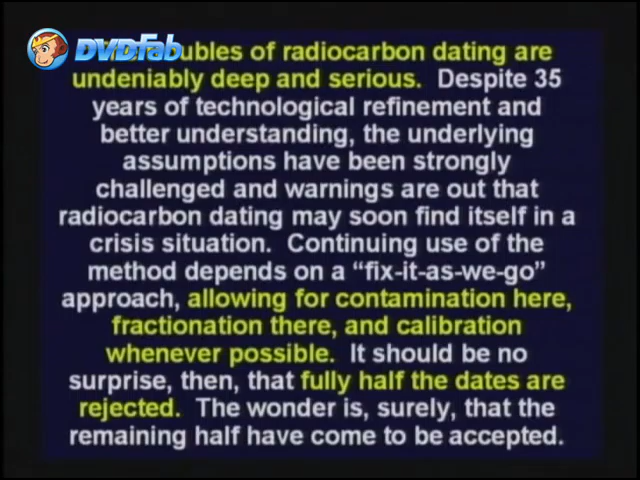 DVDFab
ubles of radiocarbon dating are
undeniably deep and serious. Despite 35
years of technological refinement and
better understanding, the underlying
assumptions have been strongly
challenged and warnings are out that
radiocarbon dating may soon find itself in a
crisis situation. Continuing use of the
method depends on a “fix-it-as-we-go”
approach, allowing for contamination here,
fractionation there, and calibration
whenever possible. It should be no
surprise, then, that fully half the dates are
rejected. The wonder is, surely, that the
remaining half have come to be accepted.